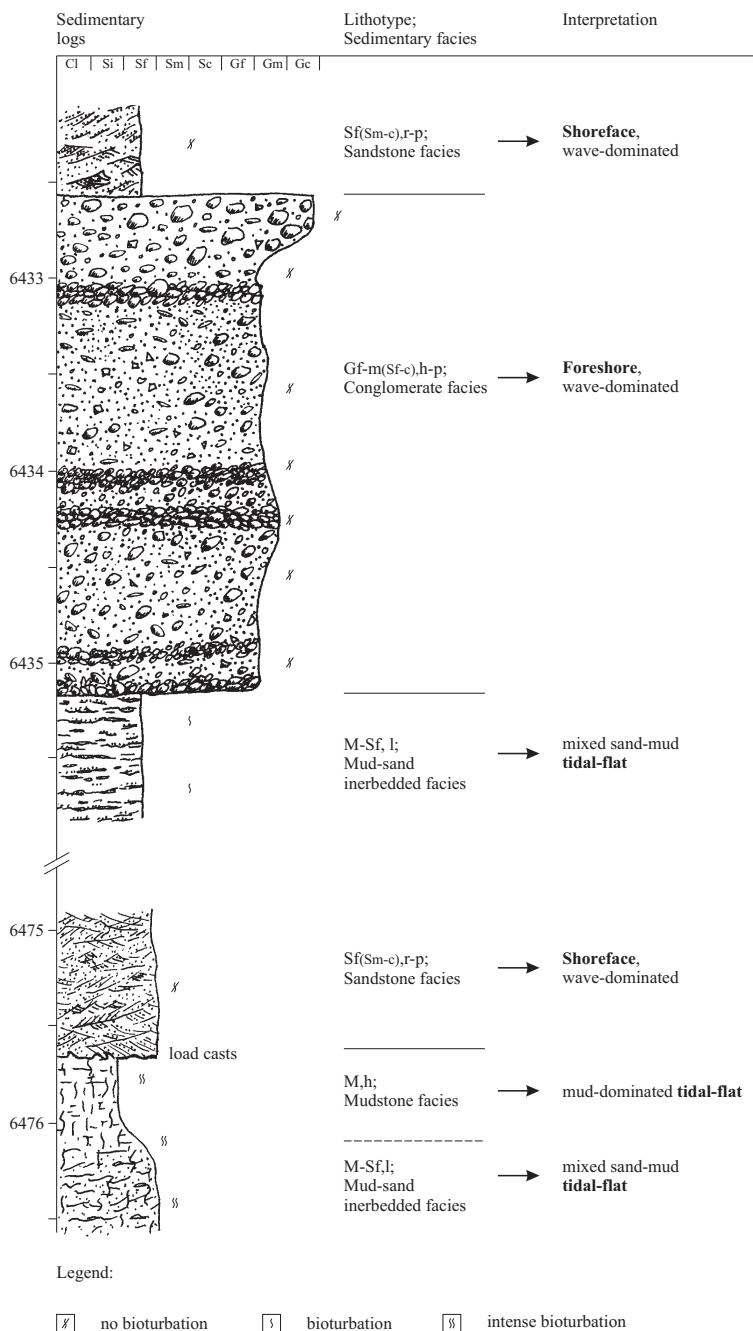 Sedimentary logs
Lithotype; Sedimentary facies
Interpretation
Cl Si Sf Sm Sc Gf Gm Gc
Sf(Sm-c),r-p;
Sandstone facies
Shoreface,
wave-dominated
6433
Gf-m(Sf-c),h-p;
Conglomerate facies
Foreshore,
wave-dominated
6434
6435
M-Sf, l;
Mud-sand
inerbedded facies
mixed sand-mud
tidal-flat
6475
Sf(Sm-c),r-p;
Sandstone facies
Shoreface,
wave-dominated
load casts
M,h;
Mudstone facies
mud-dominated tidal-flat
6476
M-Sf,l;
Mud-sand
inerbedded facies
mixed sand-mud
tidal-flat
Legend:
no bioturbation
bioturbation
intense bioturbation